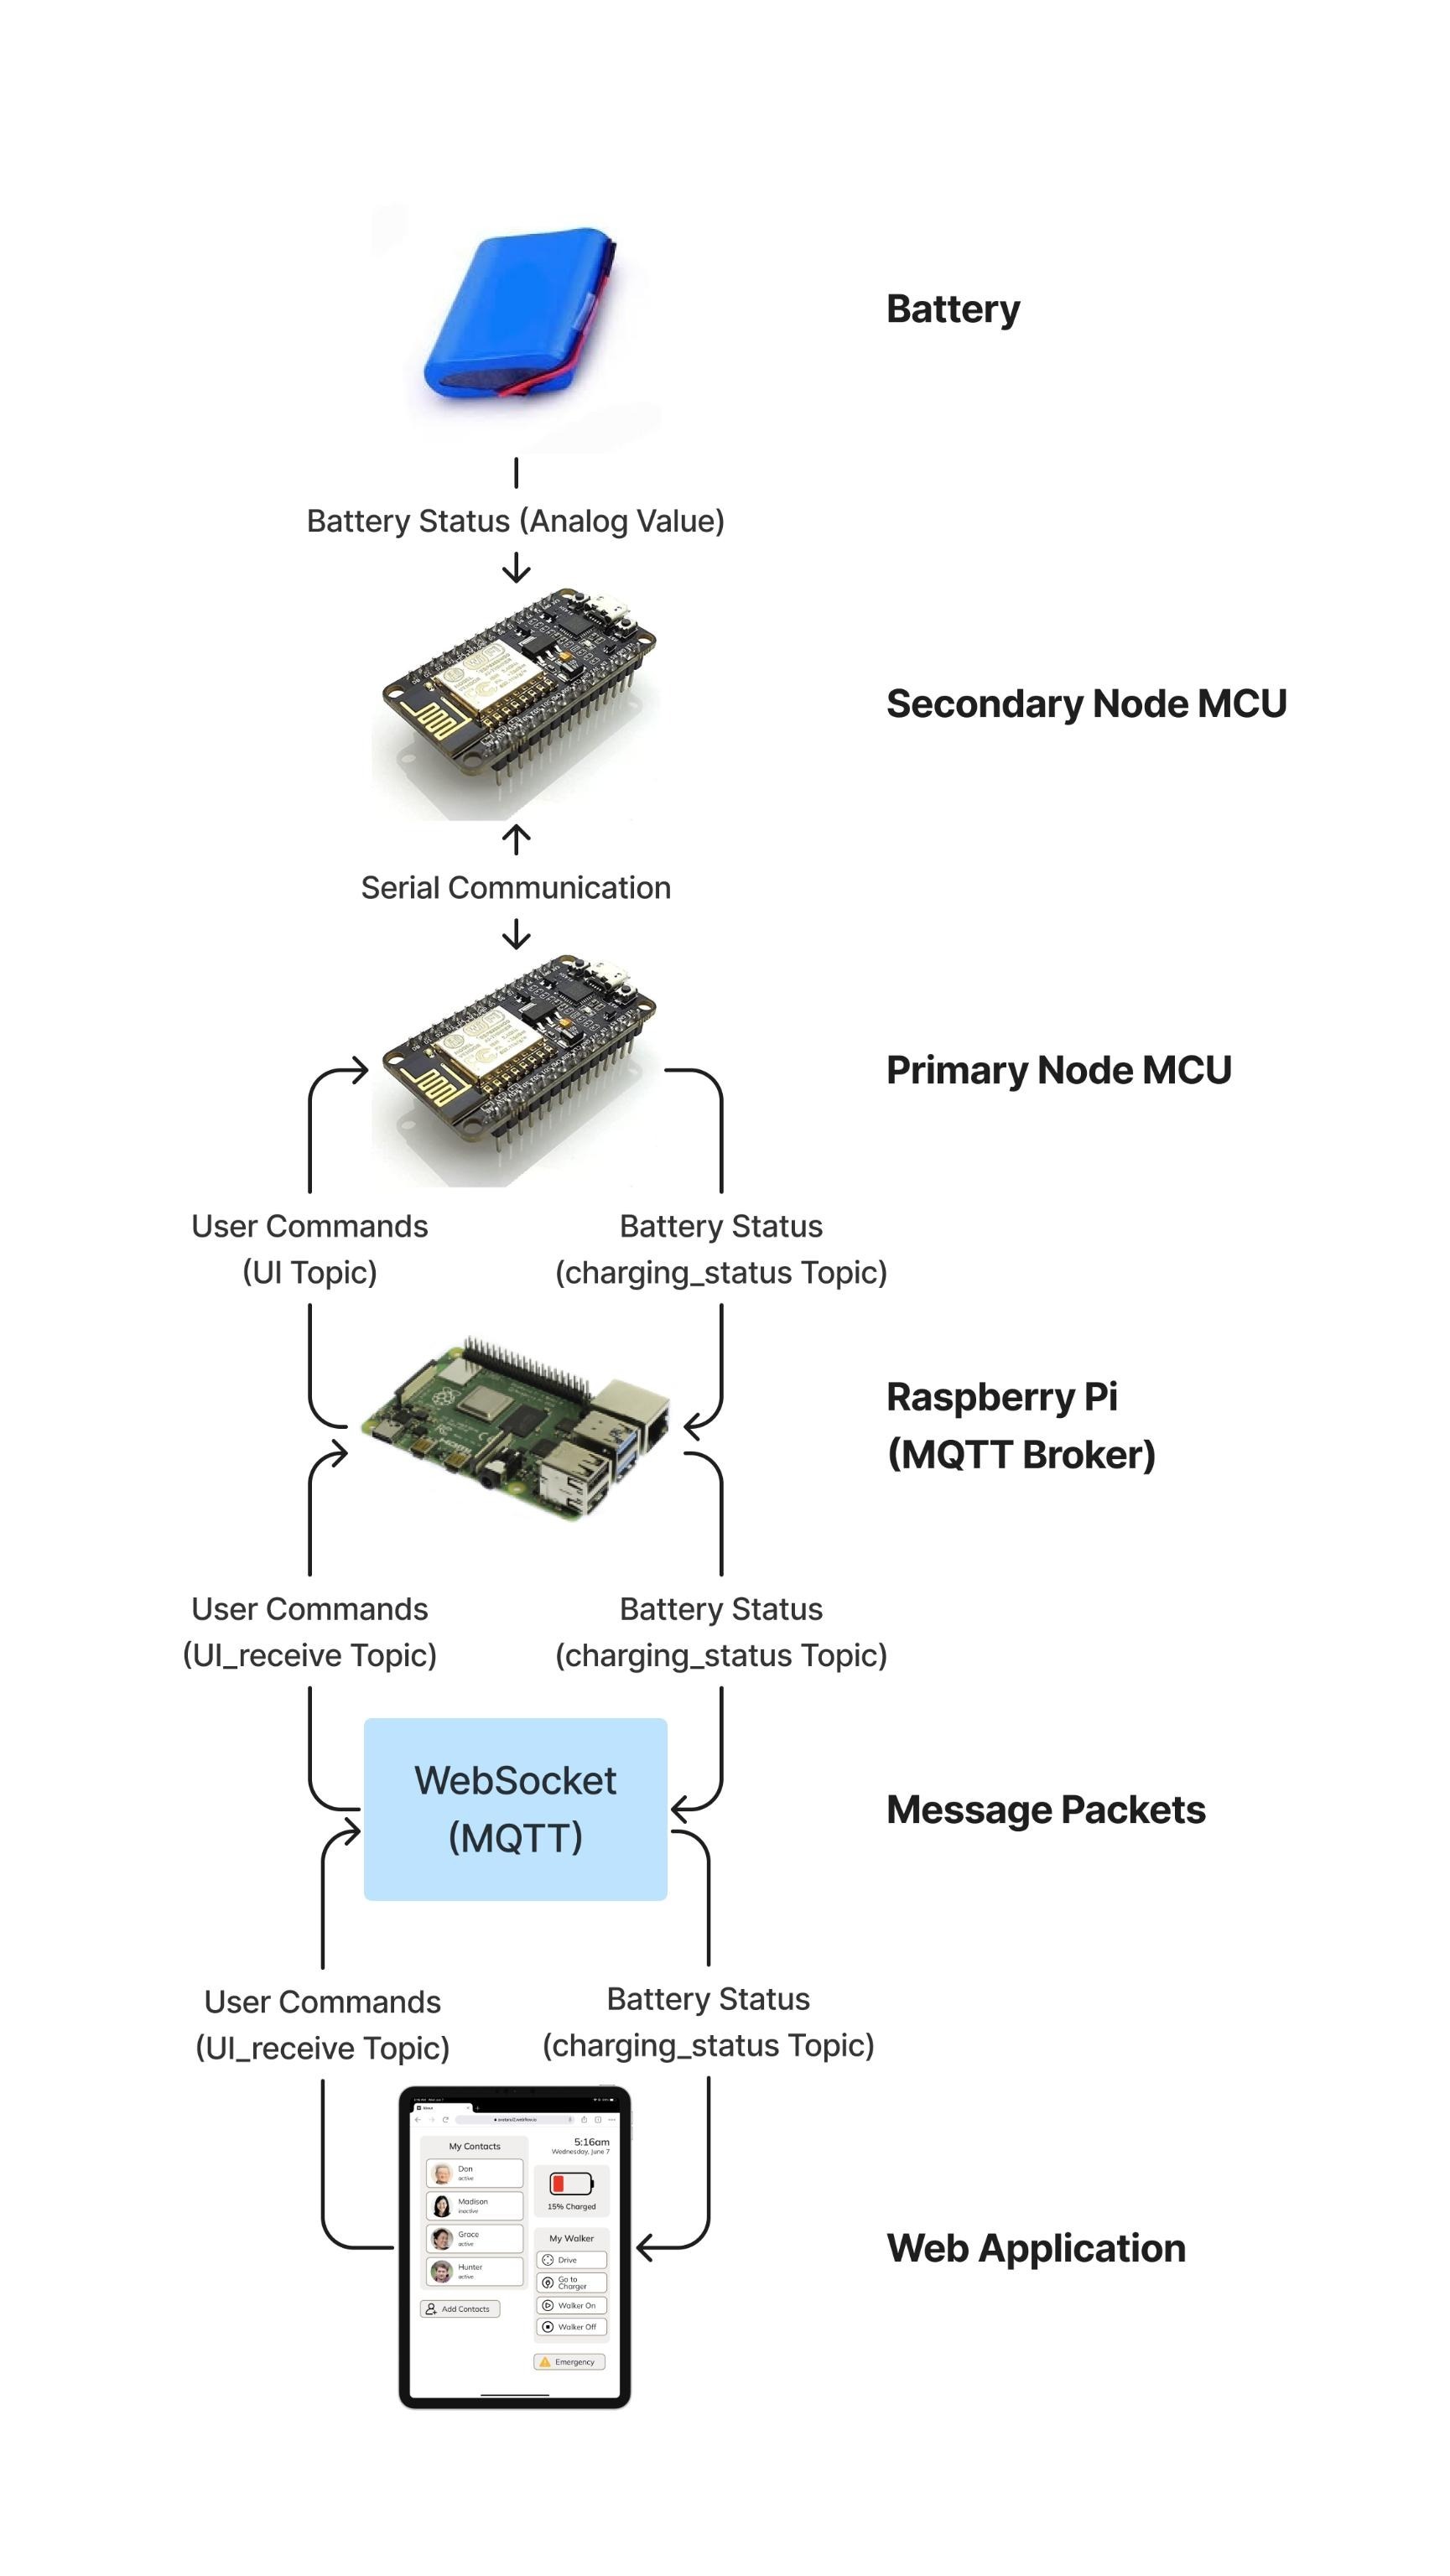 Battery
Battery Status (Analog Value)
Secondary Node MCU
Serial Communication
Primary Node MCU
User Commands
(UI Topic)
Battery Status
(charging_status Topic)
Raspberry Pi
(MQTT Broker)
User Commands
(UI_receive Topic)
Battery Status
(charging_status Topic)
WebSocket
(MQTT)
Message Packets
User Commands
(UI_receive Topic)
Battery Status
(charging_status Topic)
Web Application
My Contacts
Don
active
Madison
inactive
Grace
active
Hunter
active
Add Contacts
5:16am
Wednesday, June 7
15% Charged
My Walker
Drive
Go to
Charger
Walker On
Walker Off
Emergency